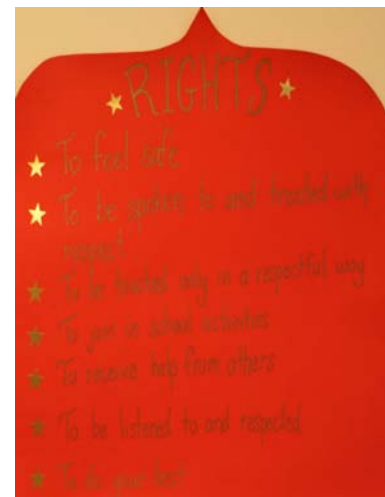 RIGHTS
To feel safe
To be spoken to and treated with
respect
To be touched only in a respectful way
To join in school activities
To receive help from others
To be listened to and respected
To do your best